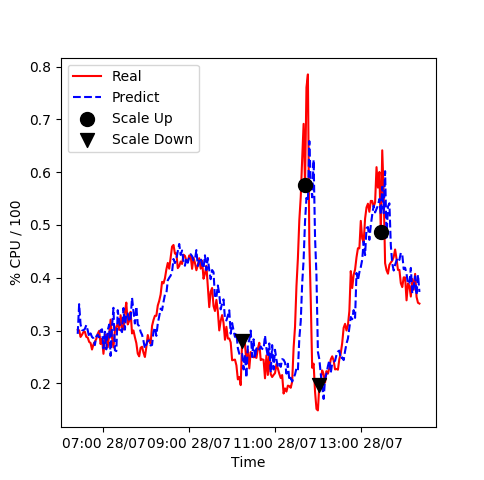 Real
Predict
Scale Up
Scale Down
0.8
0.7
0.6
0.5
0.4
0.3
0.2
% CPU / 100
07:00 28/07 09:00 28/07 11:00 28/07 13:00 28/07
Time